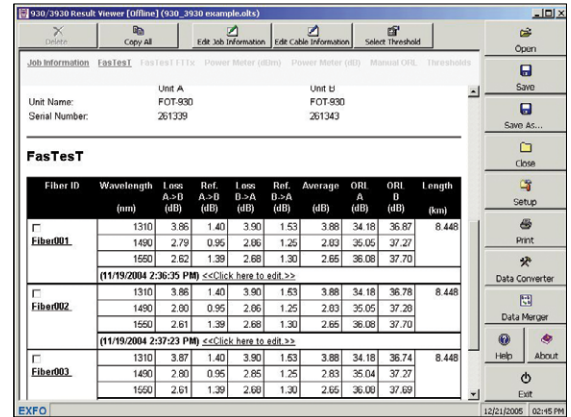 930/3930 Result Viewer [Offline] (930_3930 example.olts)
Delete Copy All Edit Job Information Edit Cable Information Select Threshold
Job Information FasTesT FasTesT FTTx Power Meter (dBm) Power Meter (dB) Manual ORL Thresholds
Unit A Unit B
Unit Name: FOT-930 FOT-930
Serial Number: 261339 261343
FasTesT
Fiber ID Wavelength (nm) Loss A->B (dB) Ref. A->B (dB) Loss B->A (dB) Ref. B->A (dB) Average (dB) ORL A (dB) ORL B (dB) Length (km)
Fiber001 1310 3.86 1.40 3.90 1.53 3.88 34.18 36.87 8.448
1490 2.79 0.95 2.86 1.25 2.83 35.05 37.27
1550 2.62 1.39 2.68 1.30 2.65 36.08 37.70
(11/19/2004 2:36:35 PM) <<Click here to edit.>>
Fiber002 1310 3.86 1.40 3.90 1.53 3.88 34.18 36.78 8.448
1490 2.80 0.95 2.86 1.25 2.83 35.05 37.28
1550 2.61 1.39 2.68 1.30 2.65 36.08 37.70
(11/19/2004 2:37:23 PM) <<Click here to edit.>>
Fiber003 1310 3.87 1.40 3.90 1.53 3.88 34.18 36.74 8.448
1490 2.80 0.95 2.85 1.25 2.83 35.04 37.27
1550 2.61 1.39 2.68 1.30 2.65 36.08 37.69
Open
Save
Save As...
Close
Setup
Print
Data Converter
Data Merger
Help About
Exit
EXFO
12/21/2005 02:45 PM